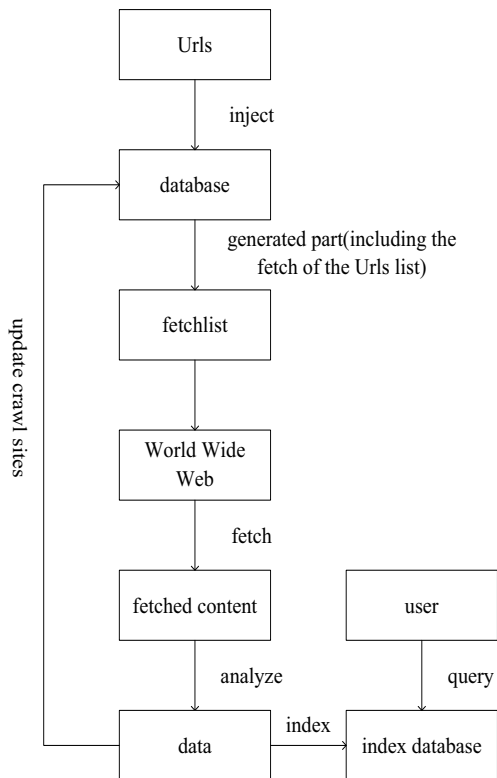 Urls
inject
database
generated part(including the
fetch of the Urls list)
fetchlist
update crawl sites
World Wide
Web
fetch
fetched content
user
analyze
query
data
index
index database